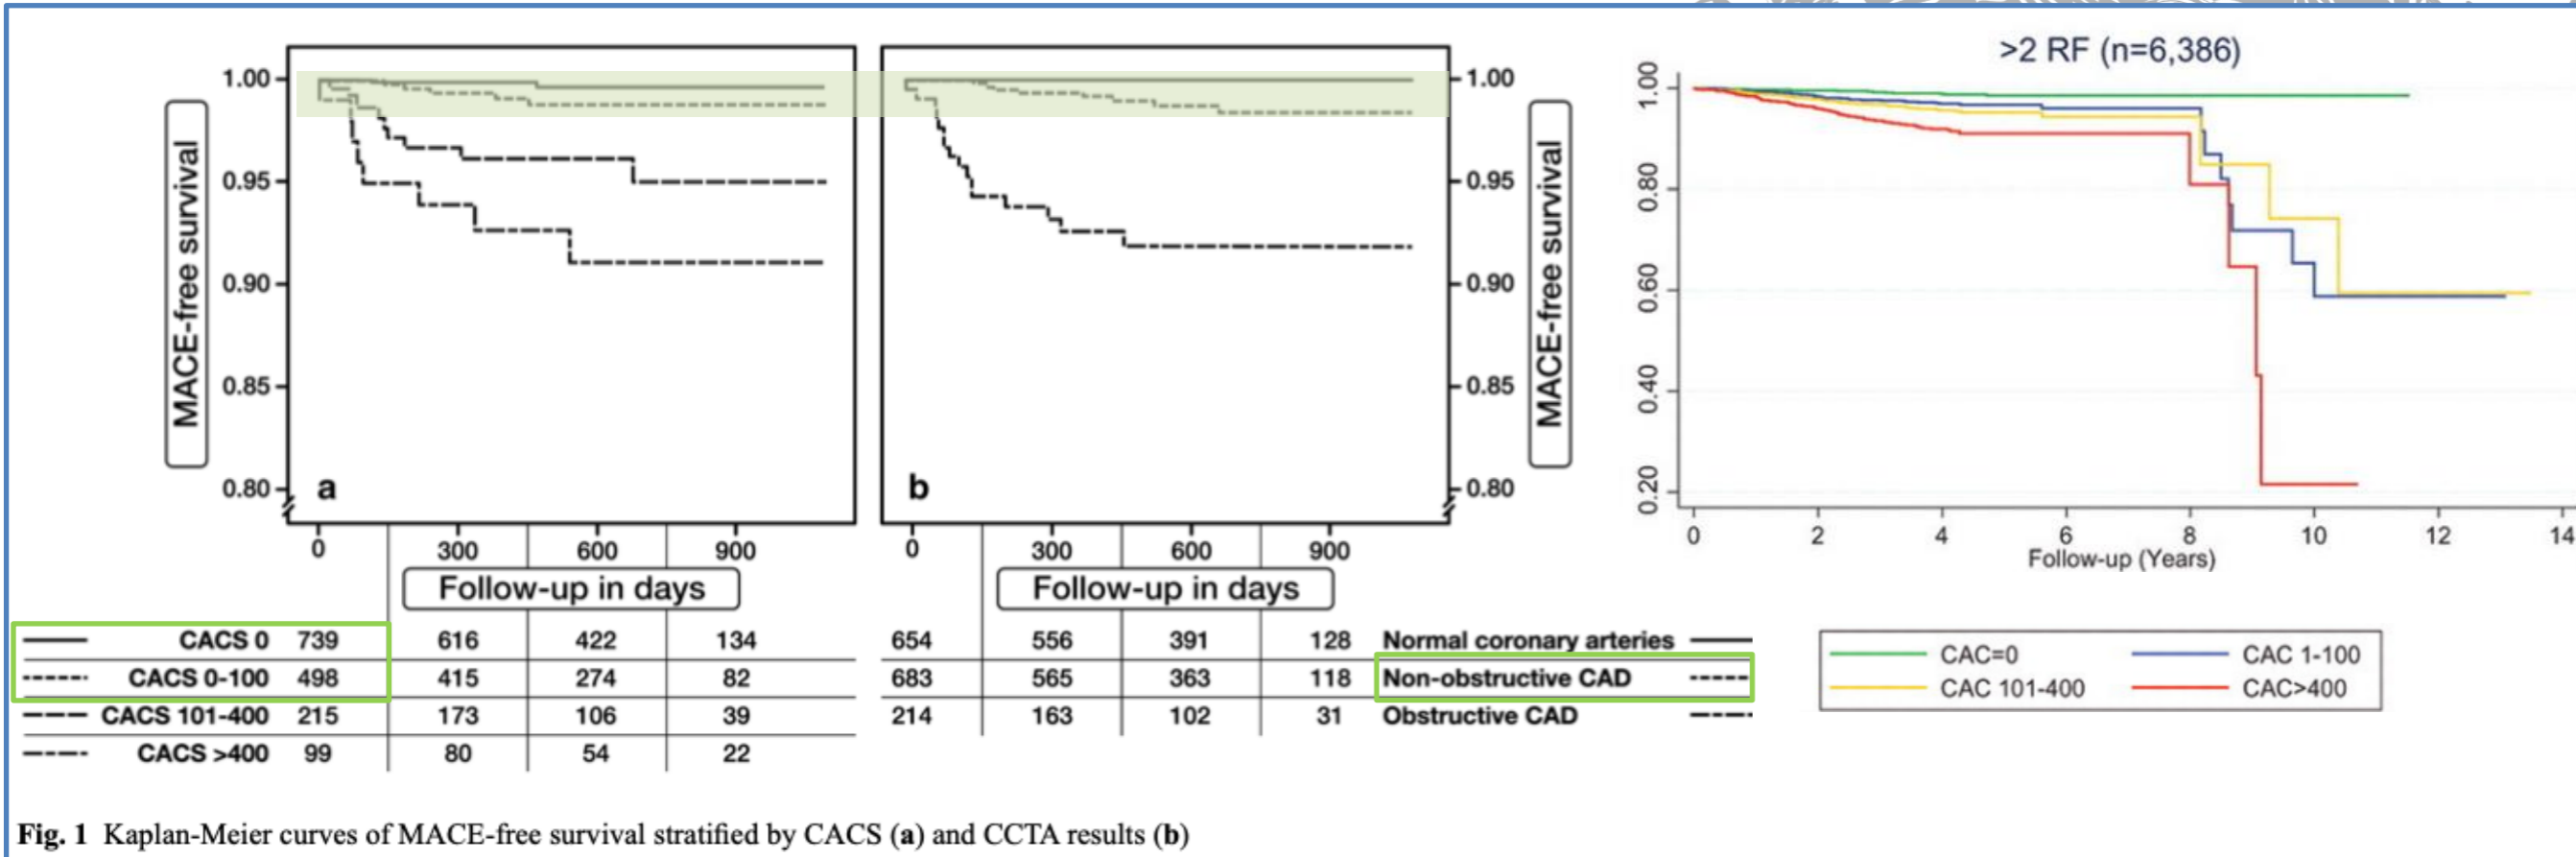 >2 RF (n=6,386)
MACE-free survival
1.00
0.95
0.90
0.85
0.80
a
0 300 600 900
Follow-up in days
b
0 300 600 900
Follow-up in days
1.00
0.95
0.90
0.85
0.80
MACE-free survival
1.00
0.80
0.60
0.40
0.20
0 2 4 6 8 10 12 14
Follow-up (Years)
CACS 0 739 616 422 134 654 556 391 128 Normal coronary arteries
CACS 0-100 498 415 274 82 683 565 363 118 Non-obstructive CAD
CACS 101-400 215 173 106 39 214 163 102 31 Obstructive CAD
CACS >400 99 80 54 22
CAC=0 CAC 1-100
CAC 101-400 CAC>400
Fig. 1 Kaplan-Meier curves of MACE-free survival stratified by CACS (a) and CCTA results (b)